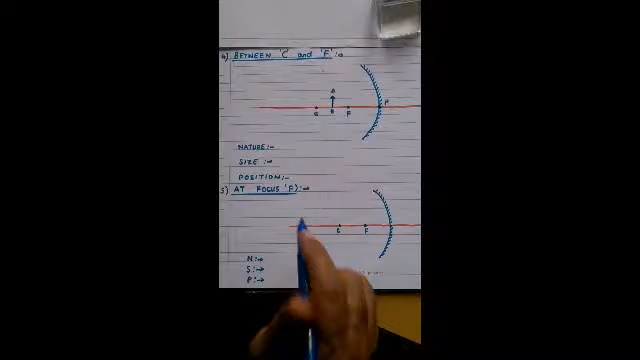 4) BETWEEN 'C' and 'F':→
B
C
A
F
P
NATURE:→
SIZE :→
POSITION:→
5) AT FOCUS 'F):→
C
F
N:→
S:→
P:→